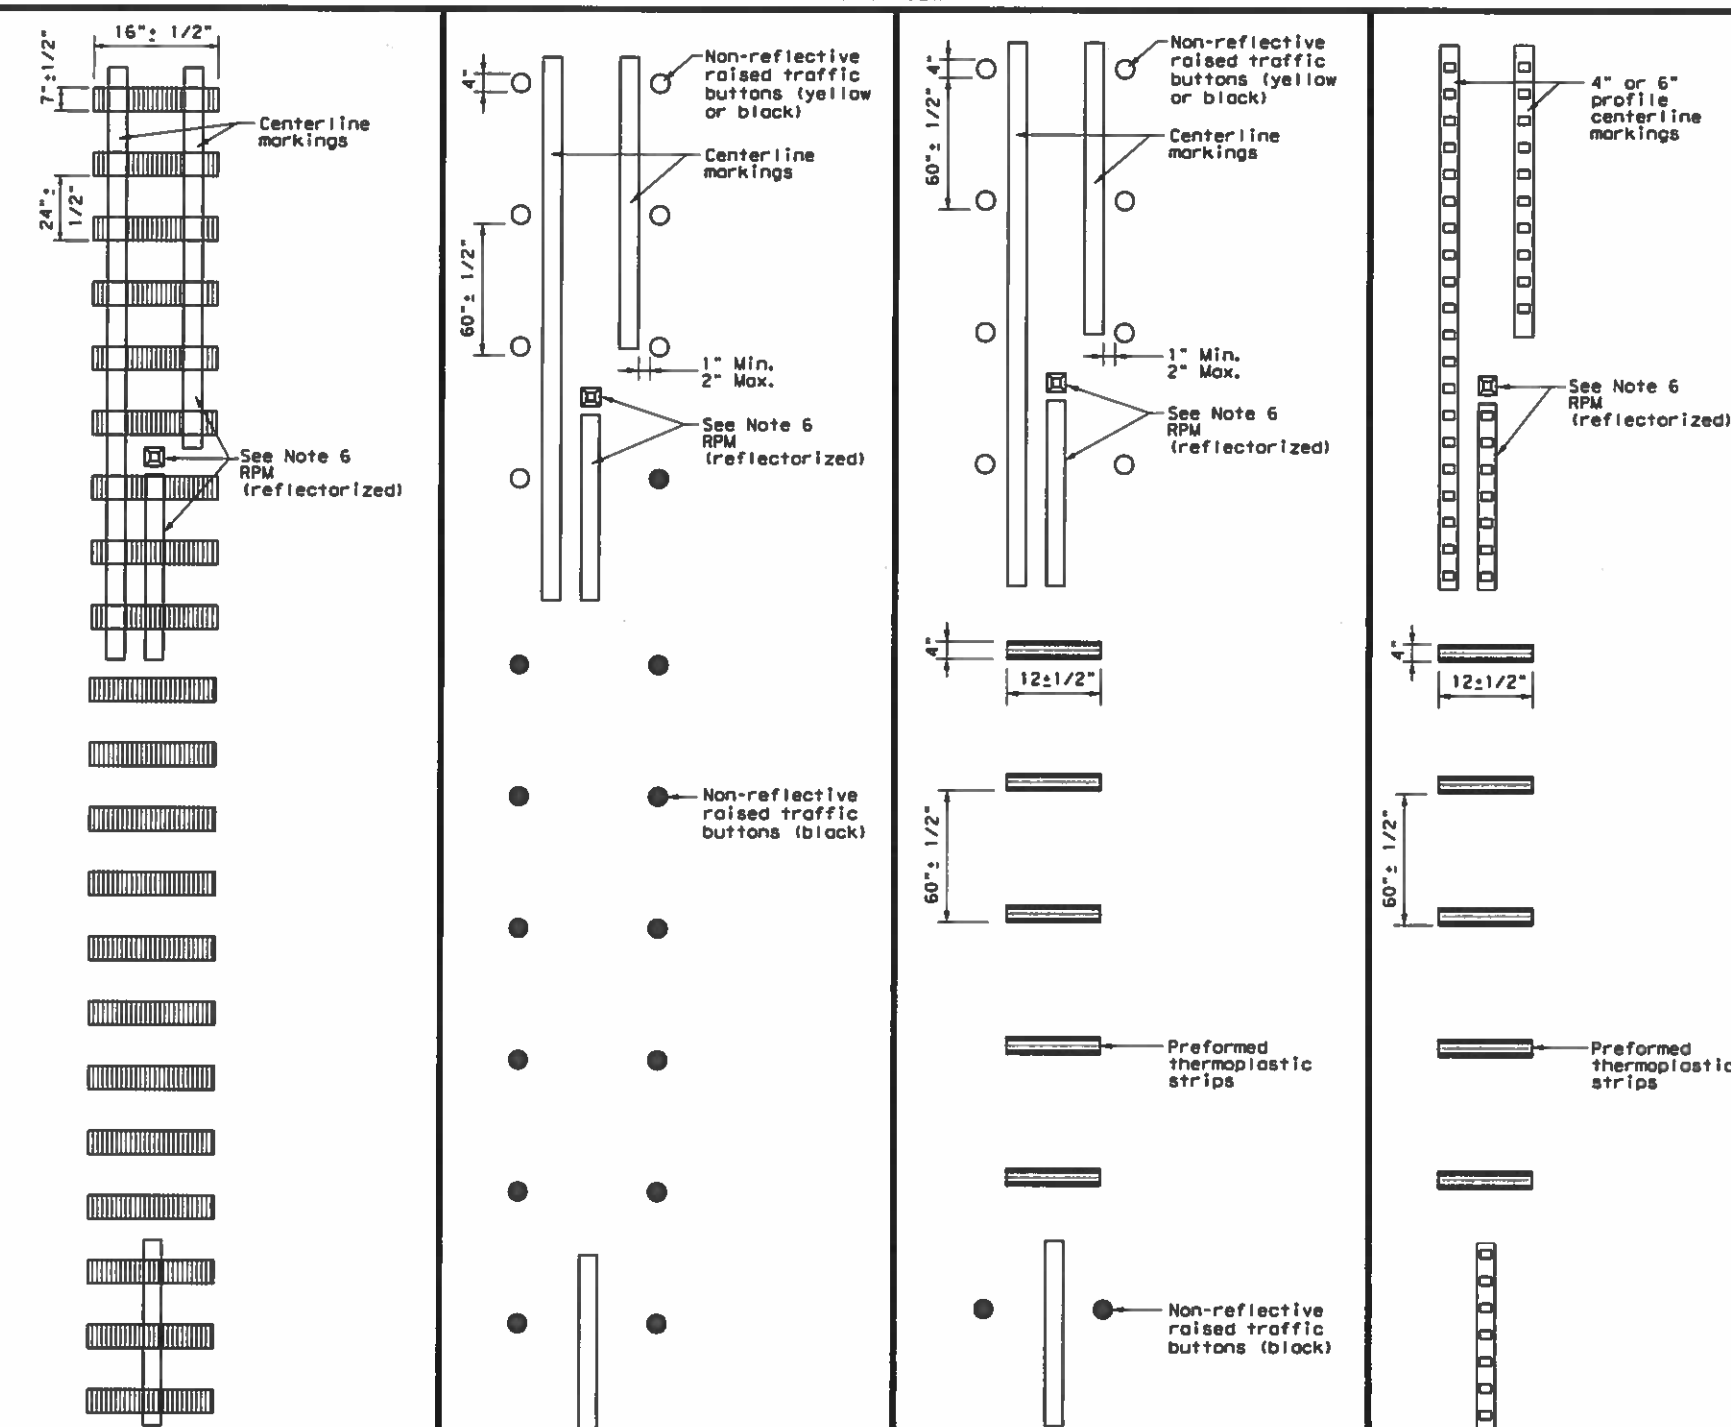 16"± 1/2"
7"±1/2"
Centerline
markings
24"±
1/2"
See Note 6
RPM
(reflectorized)
4"
Non-reflective
raised traffic
buttons (yellow
or black)
Centerline
markings
60"± 1/2"
1" Min.
2" Max.
See Note 6
RPM
(reflectorized)
Non-reflective
raised traffic
buttons (black)
4"
60"± 1/2"
Non-reflective
raised traffic
buttons (yellow
or black)
Centerline
markings
1" Min.
2" Max.
See Note 6
RPM
(reflectorized)
4"
12±1/2"
60"± 1/2"
Preformed
thermoplastic
strips
Non-reflective
raised traffic
buttons (black)
4" or 6"
profile
centerline
markings
See Note 6
RPM
(reflectorized)
4"
12±1/2"
60"± 1/2"
Preformed
thermoplastic
strips